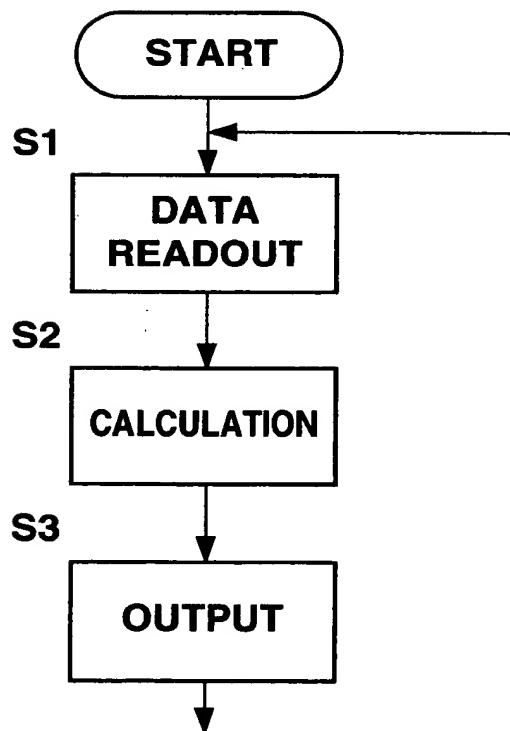 START
S1
DATA
READOUT
S2
CALCULATION
S3
OUTPUT